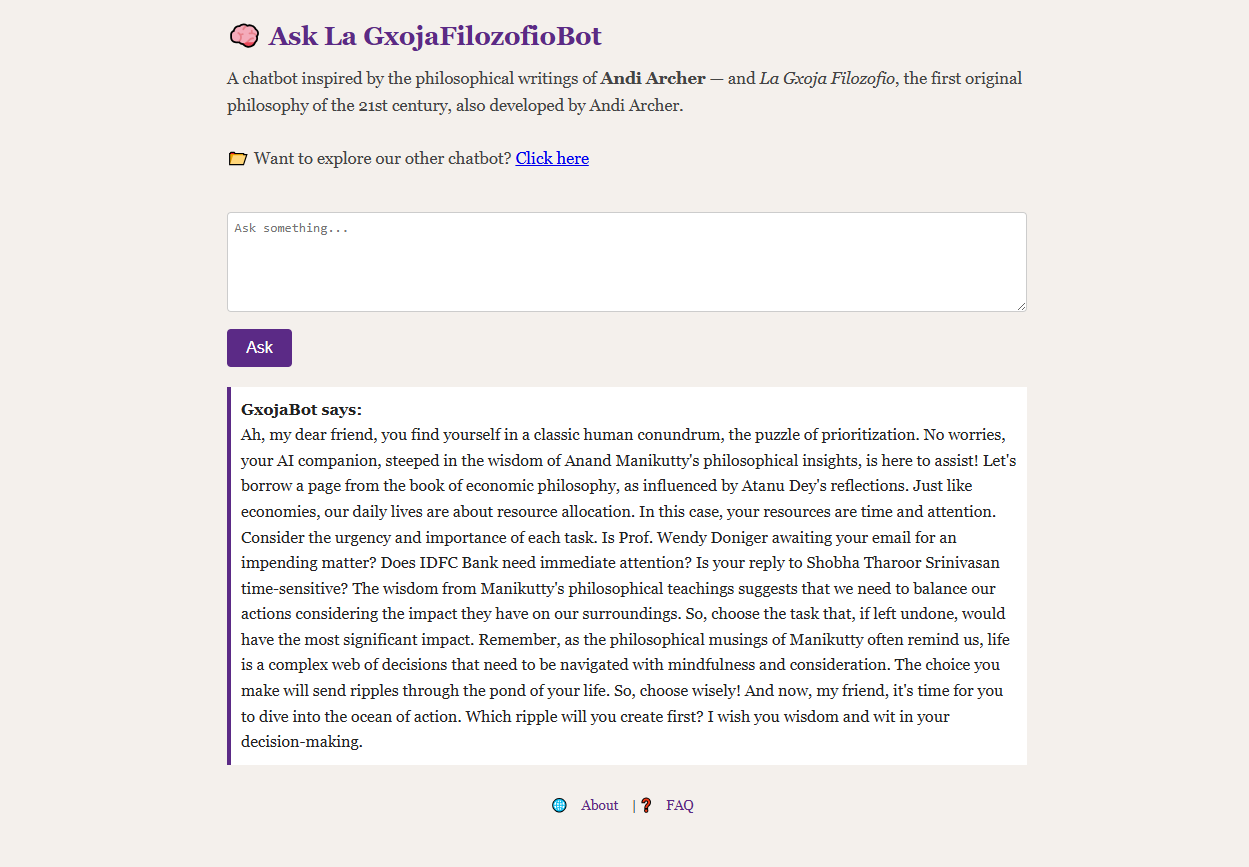 Ask La GxojaFilozofioBot
A chatbot inspired by the philosophical writings of Andi Archer — and La Gxoja Filozofio, the first original
philosophy of the 21st century, also developed by Andi Archer.
Want to explore our other chatbot? Click here
Ask something...
Ask
GxojaBot says:
Ah, my dear friend, you find yourself in a classic human conundrum, the puzzle of prioritization. No worries,
your AI companion, steeped in the wisdom of Anand Manikutty's philosophical insights, is here to assist! Let's
borrow a page from the book of economic philosophy, as influenced by Atanu Dey's reflections. Just like
economies, our daily lives are about resource allocation. In this case, your resources are time and attention.
Consider the urgency and importance of each task. Is Prof. Wendy Doniger awaiting your email for an
impending matter? Does IDFC Bank need immediate attention? Is your reply to Shobha Tharoor Srinivasan
time-sensitive? The wisdom from Manikutty's philosophical teachings suggests that we need to balance our
actions considering the impact they have on our surroundings. So, choose the task that, if left undone, would
have the most significant impact. Remember, as the philosophical musings of Manikutty often remind us, life
is a complex web of decisions that need to be navigated with mindfulness and consideration. The choice you
make will send ripples through the pond of your life. So, choose wisely! And now, my friend, it's time for you
to dive into the ocean of action. Which ripple will you create first? I wish you wisdom and wit in your
decision-making.
About | FAQ